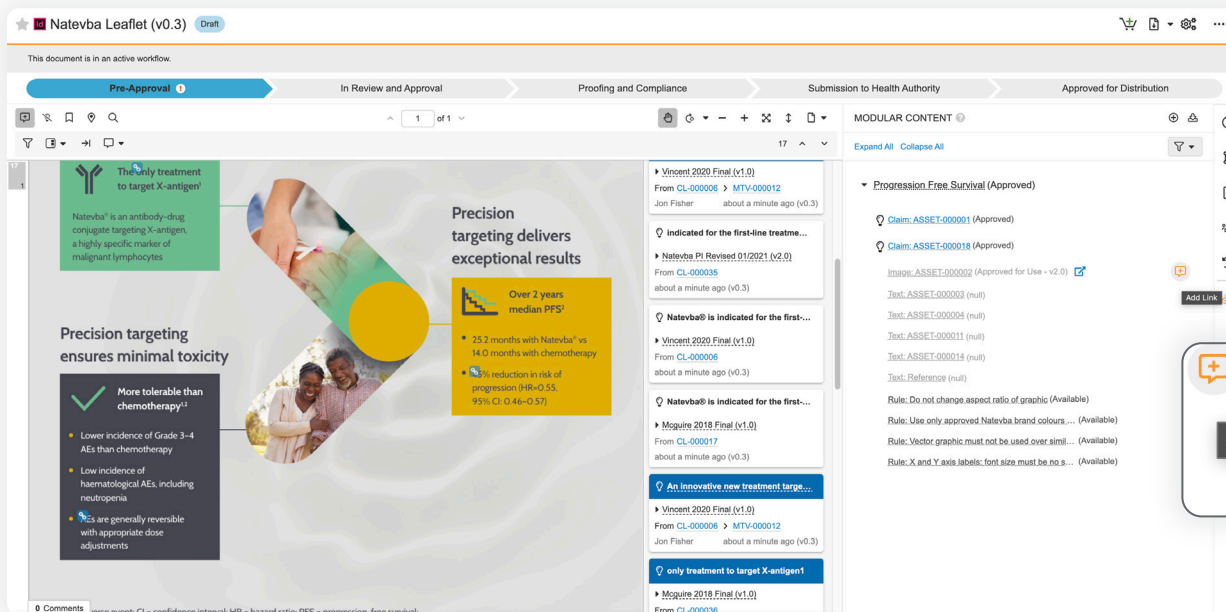 Id Natevba Leaflet (v0.3) Draft
This document is in an active workflow.
Pre-Approval ! In Review and Approval Proofing and Compliance Submission to Health Authority Approved for Distribution
1 of 1
MODULAR CONTENT ?
17
Expand All Collapse All
17
1
The only treatment
to target X-antigen¹
Natevba® is an antibody-drug
conjugate targeting X-antigen,
a highly specific marker of
malignant lymphocytes
Precision
targeting delivers
exceptional results
Over 2 years
median PFS²
25.2 months with Natevba® vs
14.0 months with chemotherapy
% reduction in risk of
progression (HR=0.55,
95% CI: 0.46–0.57)
Precision targeting
ensures minimal toxicity
More tolerable than
chemotherapy¹,²
Lower incidence of Grade 3–4
AEs than chemotherapy
Low incidence of
haematological AEs, including
neutropenia
AEs are generally reversible
with appropriate dose
adjustments
0 Comments
erse event; CI = confidence interval; HR = hazard ratio; PFS = progression-free survival;
Vincent 2020 Final (v1.0)
From CL-000006 > MTV-000012
Jon Fisher about a minute ago (v0.3)
indicated for the first-line treatme...
Natevba PI Revised 01/2021 (v2.0)
From CL-000035
about a minute ago (v0.3)
Natevba® is indicated for the first-...
Vincent 2020 Final (v1.0)
From CL-000006
about a minute ago (v0.3)
Natevba® is indicated for the first-...
Mcguire 2018 Final (v1.0)
From CL-000017
about a minute ago (v0.3)
An innovative new treatment targe...
Vincent 2020 Final (v1.0)
From CL-000006 > MTV-000012
Jon Fisher about a minute ago (v0.3)
only treatment to target X-antigen1
Mcguire 2018 Final (v1.0)
From CL-000036
Progression Free Survival (Approved)
Claim: ASSET-000001 (Approved)
Claim: ASSET-000018 (Approved)
Image: ASSET-000002 (Approved for Use - v2.0)
Text: ASSET-000003 (null)
Add Link
Text: ASSET-000004 (null)
Text: ASSET-000011 (null)
Text: ASSET-000014 (null)
Text: Reference (null)
Rule: Do not change aspect ratio of graphic (Available)
Rule: Use only approved Natevba brand colours ... (Available)
Rule: Vector graphic must not be used over simil... (Available)
Rule: X and Y axis labels: font size must be no s... (Available)